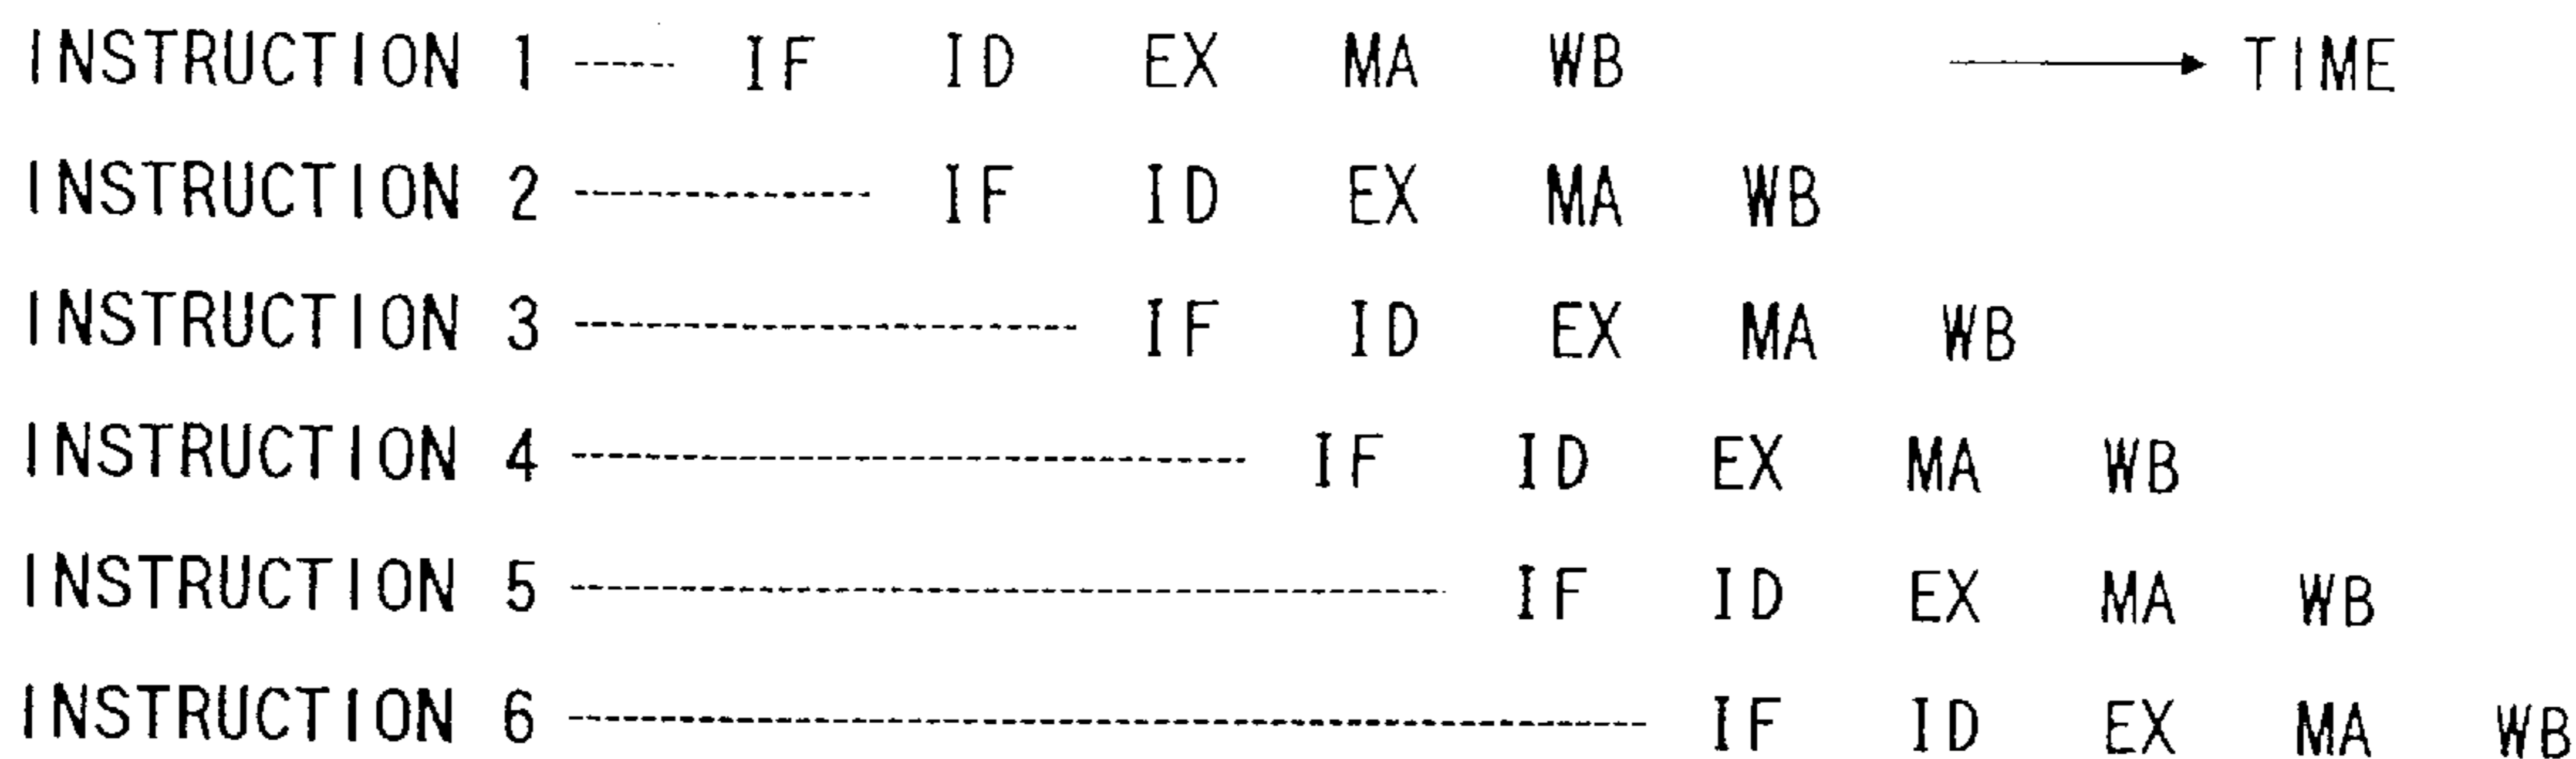 INSTRUCTION 1 IF ID EX MA WB TIME
INSTRUCTION 2 IF ID EX MA WB
INSTRUCTION 3 IF ID EX MA WB
INSTRUCTION 4 IF ID EX MA WB
INSTRUCTION 5 IF ID EX MA WB
INSTRUCTION 6 IF ID EX MA WB